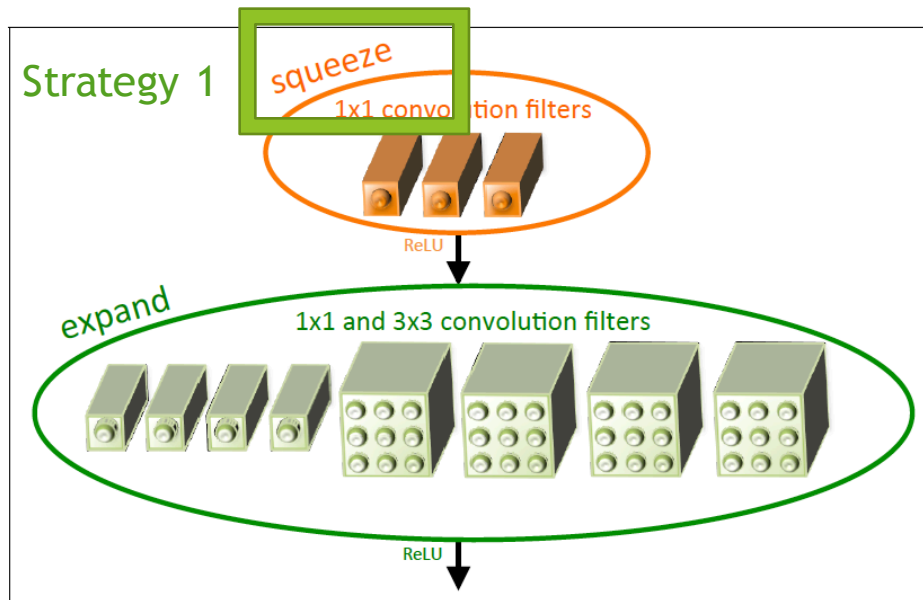 Strategy 1
squeeze
1x1 convolution filters
ReLU
expand
1x1 and 3x3 convolution filters
ReLU